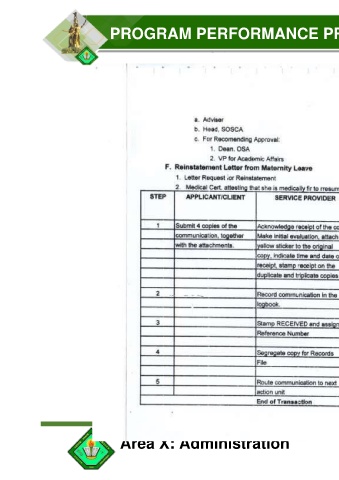 PROGRAM PERFORMANCE PR
a. Adviser
b. Head, SOSCA
c. For Recomending Approval:
1. Dean, OSA
2. VP for Academic Affairs
F. Reinstatement Letter from Maternity Leave
1. Letter Request for Reinstatement
2. Medical Cert. attesting that she is medically fit to rresum
STEP APPLICANT/CLIENT SERVICE PROVIDER
1 Submit 4 copies of the Acknowledge receipt of the co
communication, together Make initial evaluation, attach
with the attachments. yellow sticker to the original
copy, indicate time and date o
receipt, stamp receipt on the
duplicate and triplicate copies
2 Record communication in the
logbook.
3 Stamp RECEIVED and assign
Reference Number
4 Segregate copy for Records
File
5 Route communication to next
action unit
End of Transaction
Area X: Administration